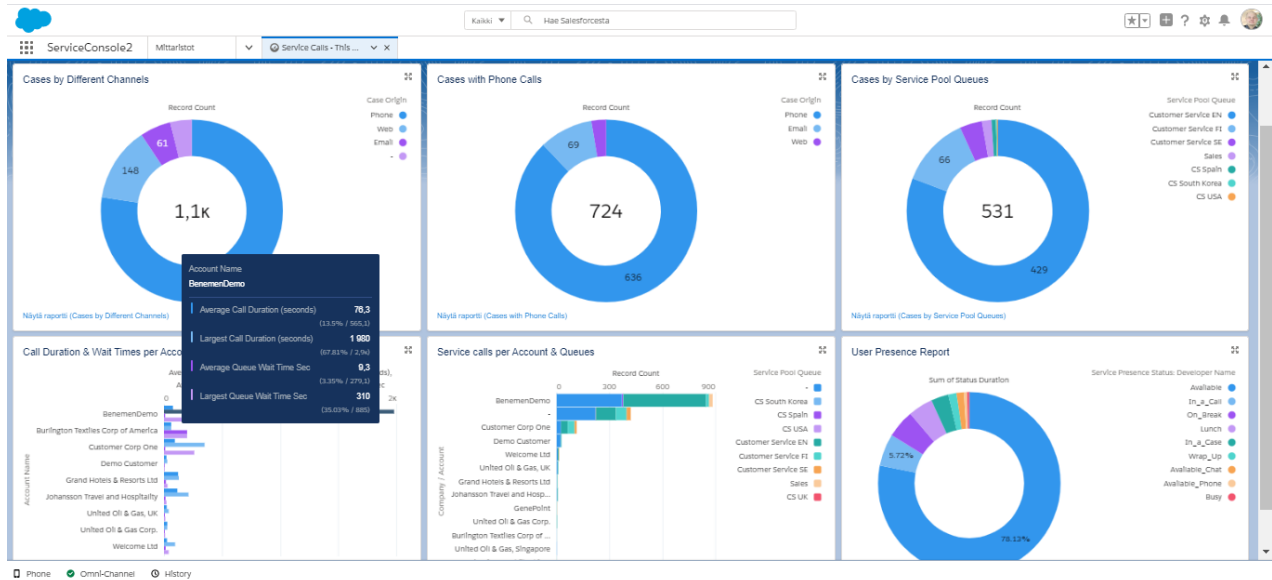 Kaikki
Hae Salesforcesta
ServiceConsole2
Mittaristot
Service Calls - This ...
Cases by Different Channels
Record Count
Case Origin
Phone
Web
Email
-
61
148
1,1K
Näytä raportti (Cases by Different Channels)
Cases with Phone Calls
Record Count
Case Origin
Phone
Email
Web
69
724
636
Näytä raportti (Cases with Phone Calls)
Cases by Service Pool Queues
Record Count
Service Pool Queue
Customer Service EN
Customer Service FI
Customer Service SE
Sales
CS Spain
CS South Korea
CS USA
66
531
429
Näytä raportti (Cases by Service Pool Queues)
Account Name
BenemenDemo
Average Call Duration (seconds) 76,3
(13.5% / 565,1)
Largest Call Duration (seconds) 1 980
(67.81% / 2,9k)
Average Queue Wait Time Sec 9,3
(3.35% / 279,1)
Largest Queue Wait Time Sec 310
(35.03% / 885)
Call Duration & Wait Times per Acco
0
2K
Account Name
BenemenDemo
Burlington Textiles Corp of America
Customer Corp One
Demo Customer
Grand Hotels & Resorts Ltd
Johansson Travel and Hospitality
United Oil & Gas, UK
United Oil & Gas Corp.
Welcome Ltd
Service calls per Account & Queues
Record Count
0 300 600 900
Company / Account
BenemenDemo
-
Customer Corp One
Demo Customer
Welcome Ltd
United Oil & Gas, UK
Grand Hotels & Resorts Ltd
Johansson Travel and Hosp...
GenePoint
United Oil & Gas Corp.
Burlington Textiles Corp of ...
United Oil & Gas, Singapore
Service Pool Queue
-
CS South Korea
CS Spain
CS USA
Customer Service EN
Customer Service FI
Customer Service SE
Sales
CS UK
User Presence Report
Sum of Status Duration
Service Presence Status: Developer Name
Available
In_a_Call
On_Break
Lunch
In_a_Case
Wrap_Up
Available_Chat
Available_Phone
Busy
5.72%
78.13%
Phone
Omni-Channel
History